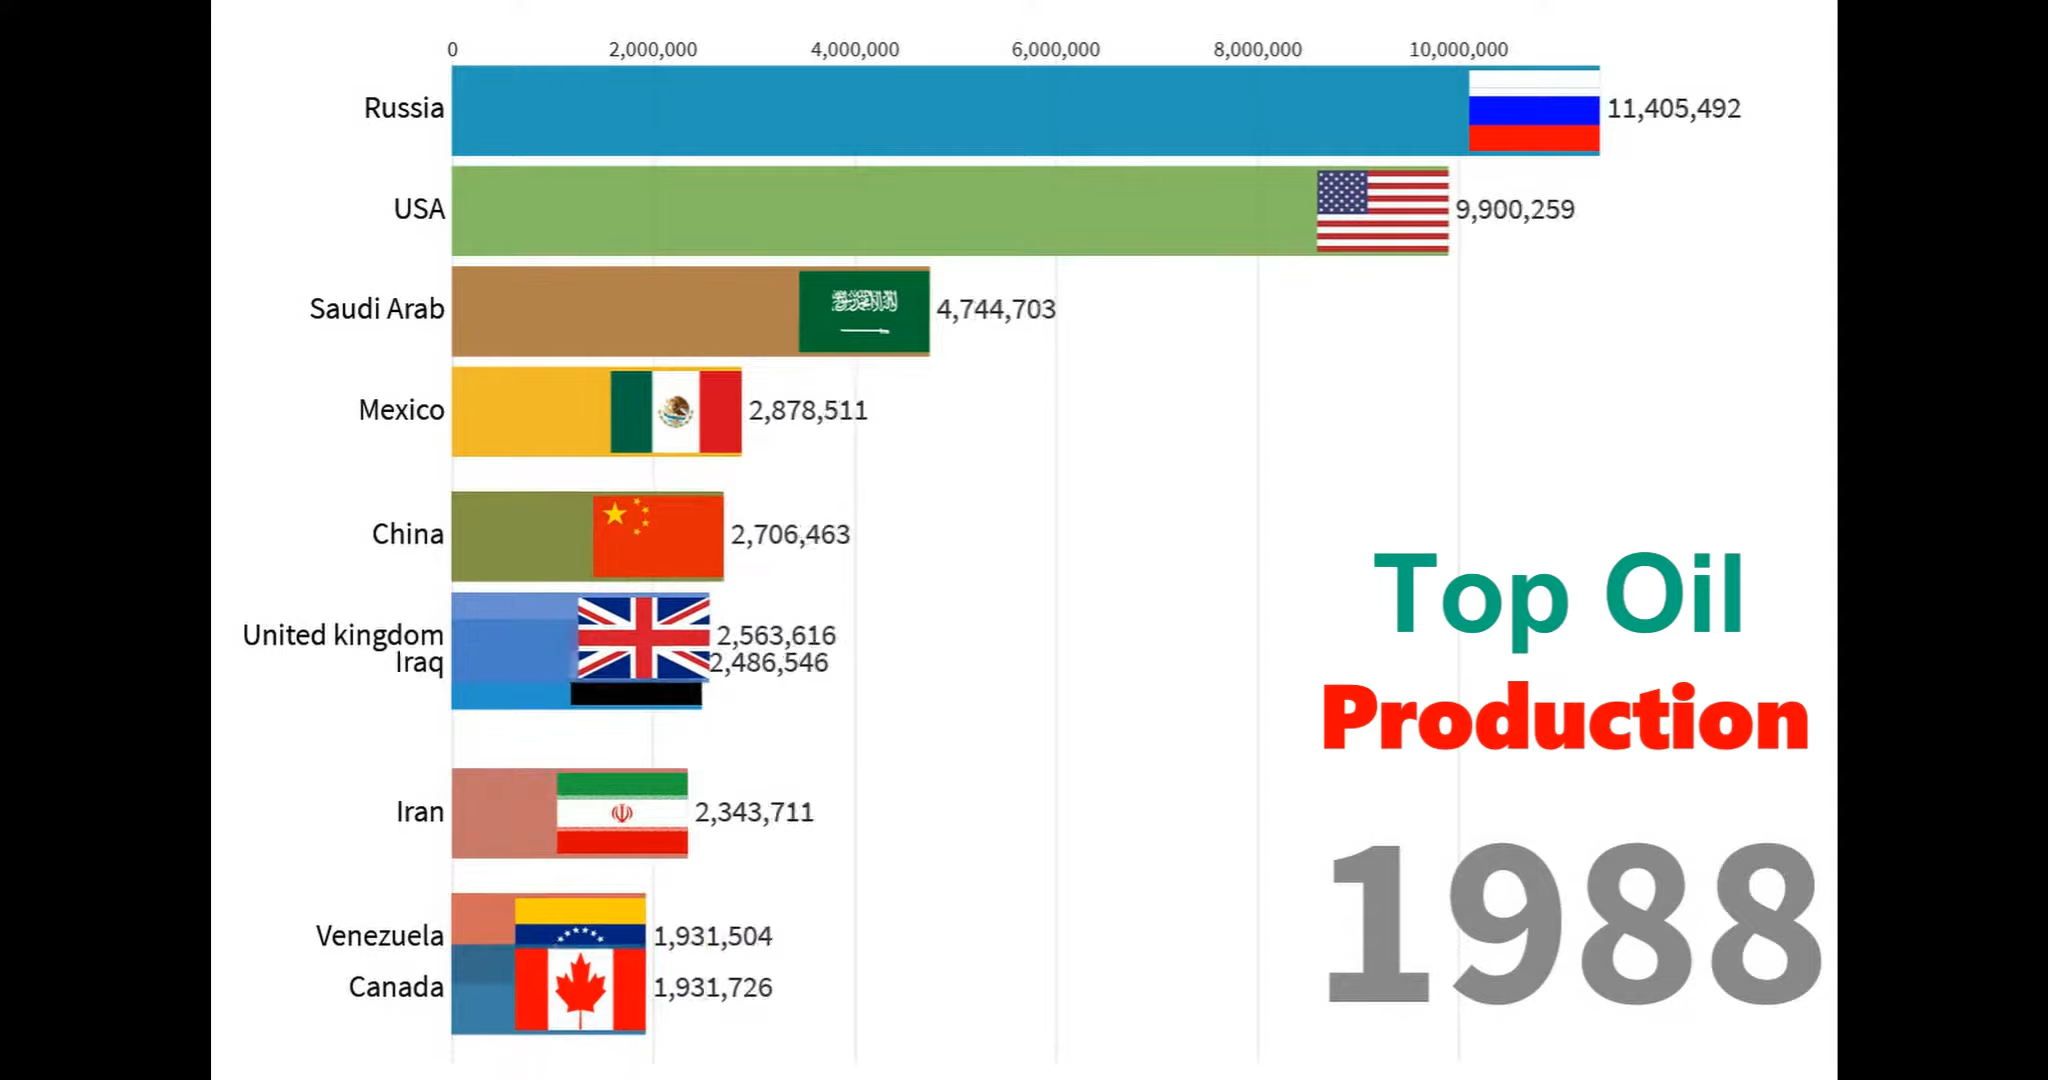 0 2,000,000 4,000,000 6,000,000 8,000,000 10,000,000
Russia 11,405,492
USA 9,900,259
Saudi Arab 4,744,703
Mexico 2,878,511
China 2,706,463
United kingdom 2,563,616
Iraq 2,486,546
Iran 2,343,711
Venezuela 1,931,504
Canada 1,931,726
Top Oil
Production
1988